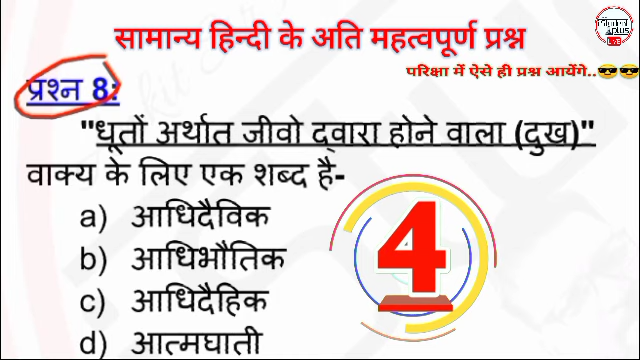 सामान्य हिन्दी के अति महत्वपूर्ण प्रश्न
परिक्षा में ऐसे ही प्रश्न आयेंगे..😎😎
प्रश्न 8:
"धूतों अर्थात जीवो द्वारा होने वाला (दुख)"
वाक्य के लिए एक शब्द है-
a) आधिदैविक
b) आधिभौतिक
c) आधिदैहिक
d) आत्मघाती
4